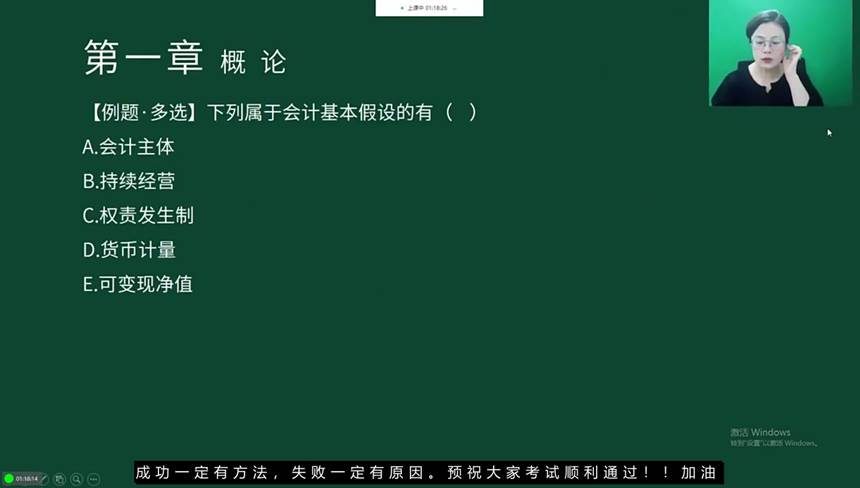 上课中 01:18:26
第一章 概 论
【例题·多选】下列属于会计基本假设的有（ ）
A.会计主体
B.持续经营
C.权责发生制
D.货币计量
E.可变现净值
激活 Windows
转到“设置”以激活 Windows。
01:18:14
成功一定有方法，失败一定有原因。预祝大家考试顺利通过！！加油